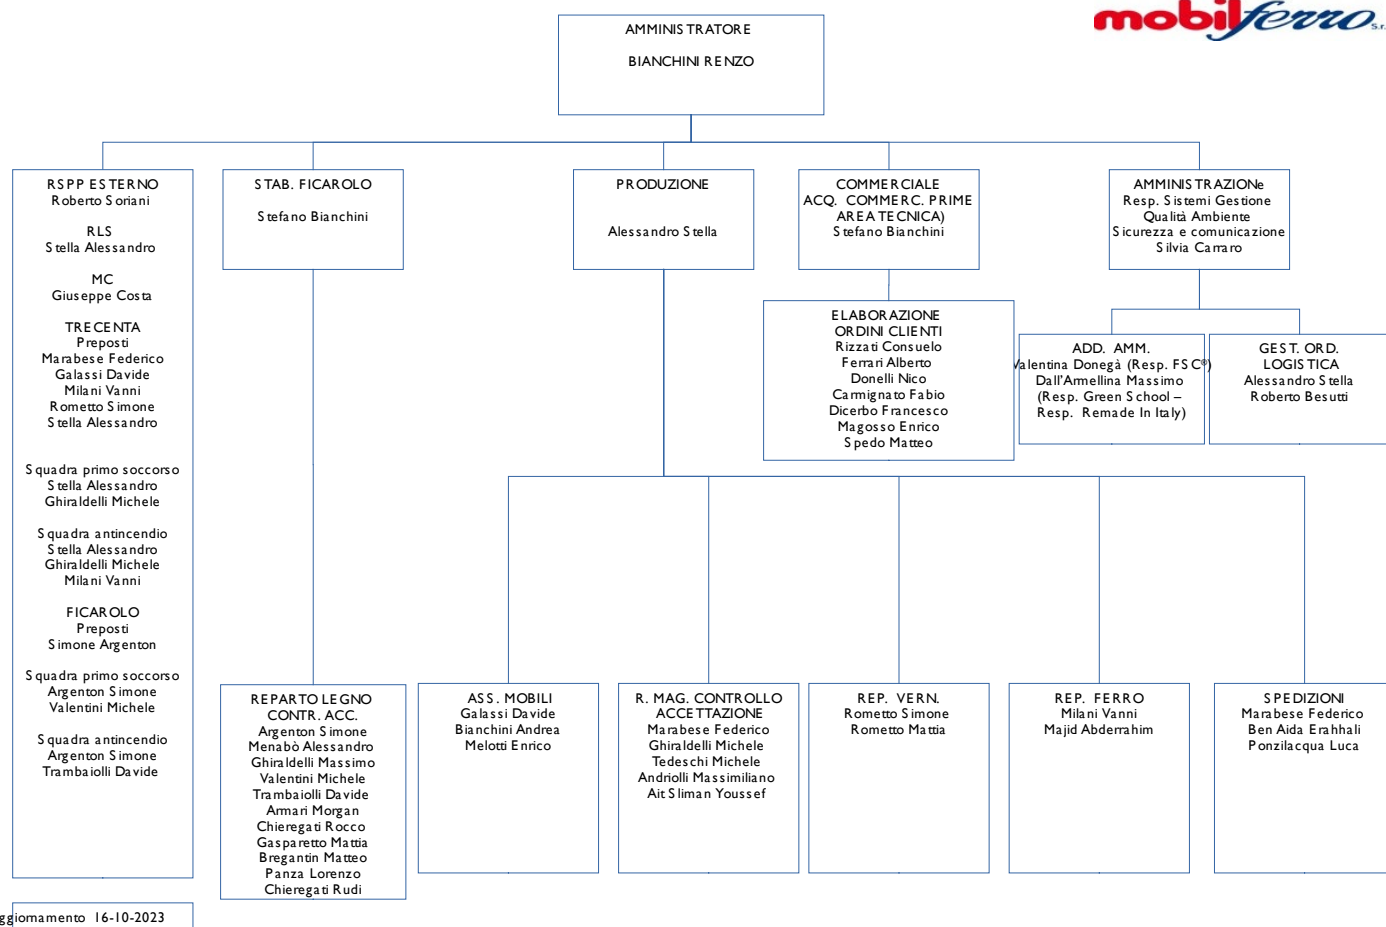 AMMINISTRATORE
BIANCHINI RENZO
mobilferro S.r.
RSPP ESTERNO
Roberto Soriani
RLS
Stella Alessandro
MC
Giuseppe Costa
TRECENTA
Preposti
Marabese Federico
Galassi Davide
Milani Vanni
Rometto Simone
Stella Alessandro
Squadra primo soccorso
Stella Alessandro
Ghiraldelli Michele
Squadra antincendio
Stella Alessandro
Ghiraldelli Michele
Milani Vanni
FICAROLO
Preposti
Simone Argenton
Squadra primo soccorso
Argenton Simone
Valentini Michele
Squadra antincendio
Argenton Simone
Trambaiolli Davide
STAB. FICAROLO
Stefano Bianchini
PRODUZIONE
Alessandro Stella
COMMERCIALE
ACQ. COMMERC. PRIME
AREA TECNICA)
Stefano Bianchini
AMMINISTRAZIONe
Resp. Sistemi Gestione
Qualità Ambiente
Sicurezza e comunicazione
Silvia Carraro
ELABORAZIONE
ORDINI CLIENTI
Rizzati Consuelo
Ferrari Alberto
Donelli Nico
Carmignato Fabio
Dicerbo Francesco
Magosso Enrico
Spedo Matteo
ADD. AMM.
Valentina Donegà (Resp. FSC®)
Dall'Armellina Massimo
(Resp. Green School –
Resp. Remade In Italy)
GEST. ORD.
LOGISTICA
Alessandro Stella
Roberto Besutti
REPARTO LEGNO
CONTR. ACC.
Argenton Simone
Menabò Alessandro
Ghiraldelli Massimo
Valentini Michele
Trambaiolli Davide
Armari Morgan
Chieregati Rocco
Gasparetto Mattia
Bregantin Matteo
Panza Lorenzo
Chieregati Rudi
ASS. MOBILI
Galassi Davide
Bianchini Andrea
Melotti Enrico
R. MAG. CONTROLLO
ACCETTAZIONE
Marabese Federico
Ghiraldelli Michele
Tedeschi Michele
Andriolli Massimiliano
Ait Sliman Youssef
REP. VERN.
Rometto Simone
Rometto Mattia
REP. FERRO
Milani Vanni
Majid Abderrahim
SPEDIZIONI
Marabese Federico
Ben Aida Erahhali
Ponzilacqua Luca
ggiornamento 16-10-2023